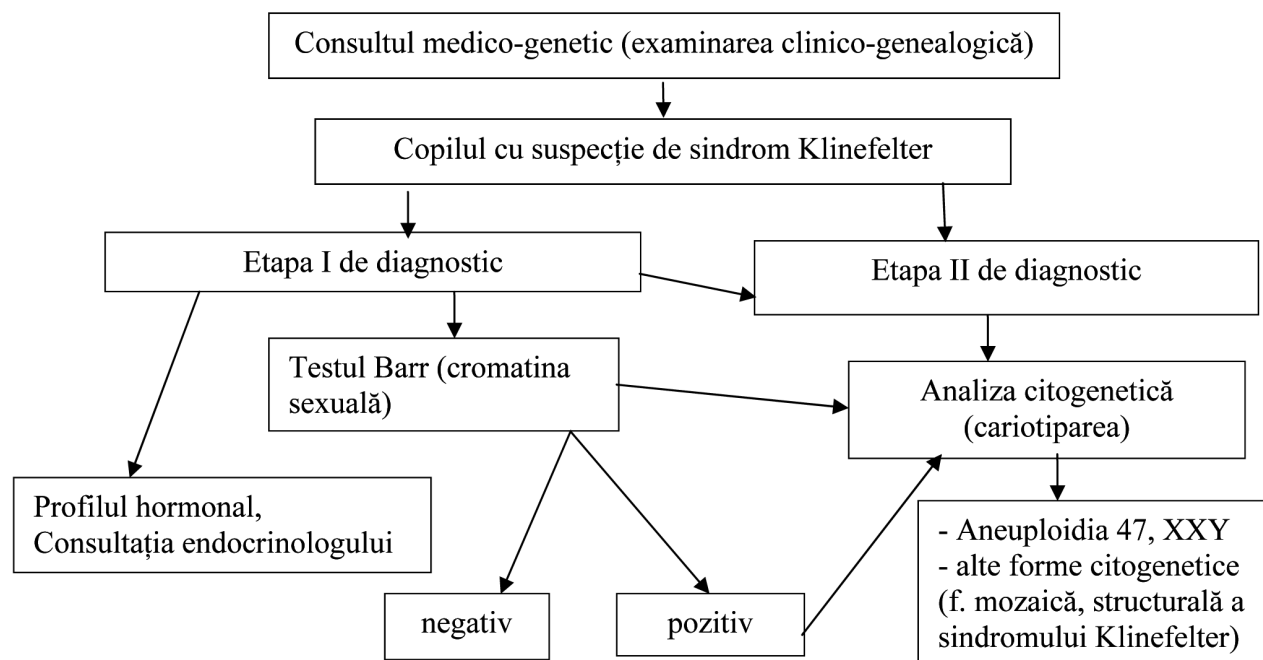 Consultul medico-genetic (examinarea clinico-genealogică)
Copilul cu suspecție de sindrom Klinefelter
Etapa I de diagnostic
Etapa II de diagnostic
Testul Barr (cromatina
sexuală)
Analiza citogenetică
(cariotiparea)
Profilul hormonal,
Consultația endocrinologului
negativ
pozitiv
- Aneuploidia 47, XXY
- alte forme citogenetice
(f. mozaică, structurală a
sindromului Klinefelter)